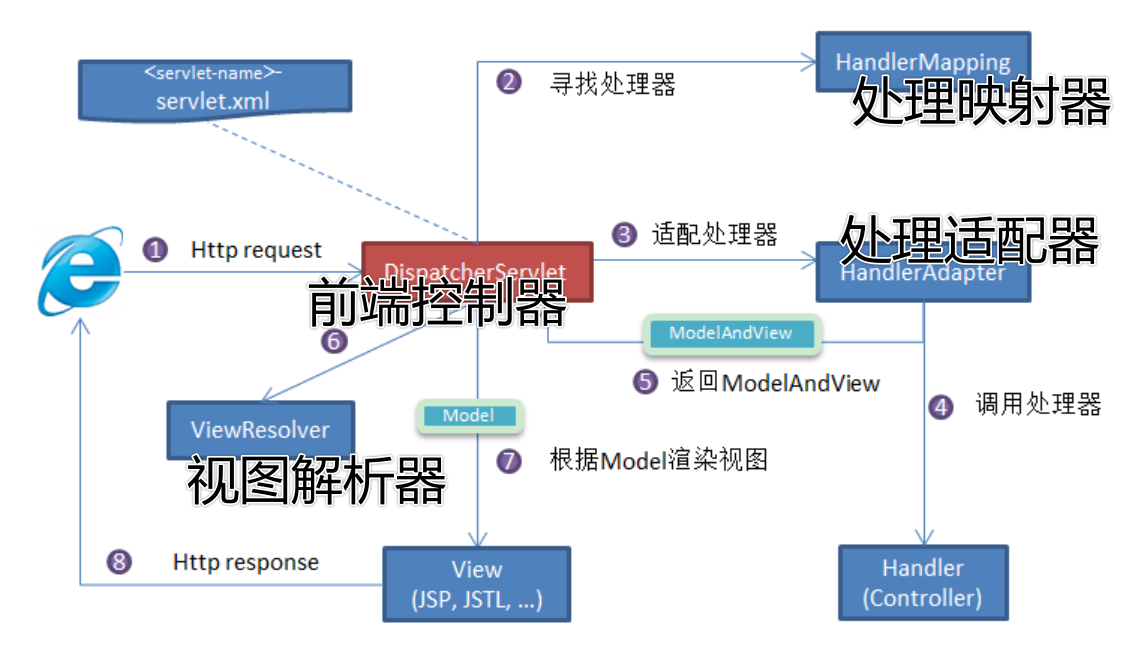 <servlet-name>-
servlet.xml
2 寻找处理器
HandlerMapping
处理映射器
1 Http request
3 适配处理器
处理适配器
HandlerAdapter
DispatcherServlet
前端控制器
6
ModelAndView
5 返回ModelAndView
4 调用处理器
ViewResolver
视图解析器
Model
7 根据Model渲染视图
8 Http response
View
(JSP, JSTL, ...)
Handler
(Controller)